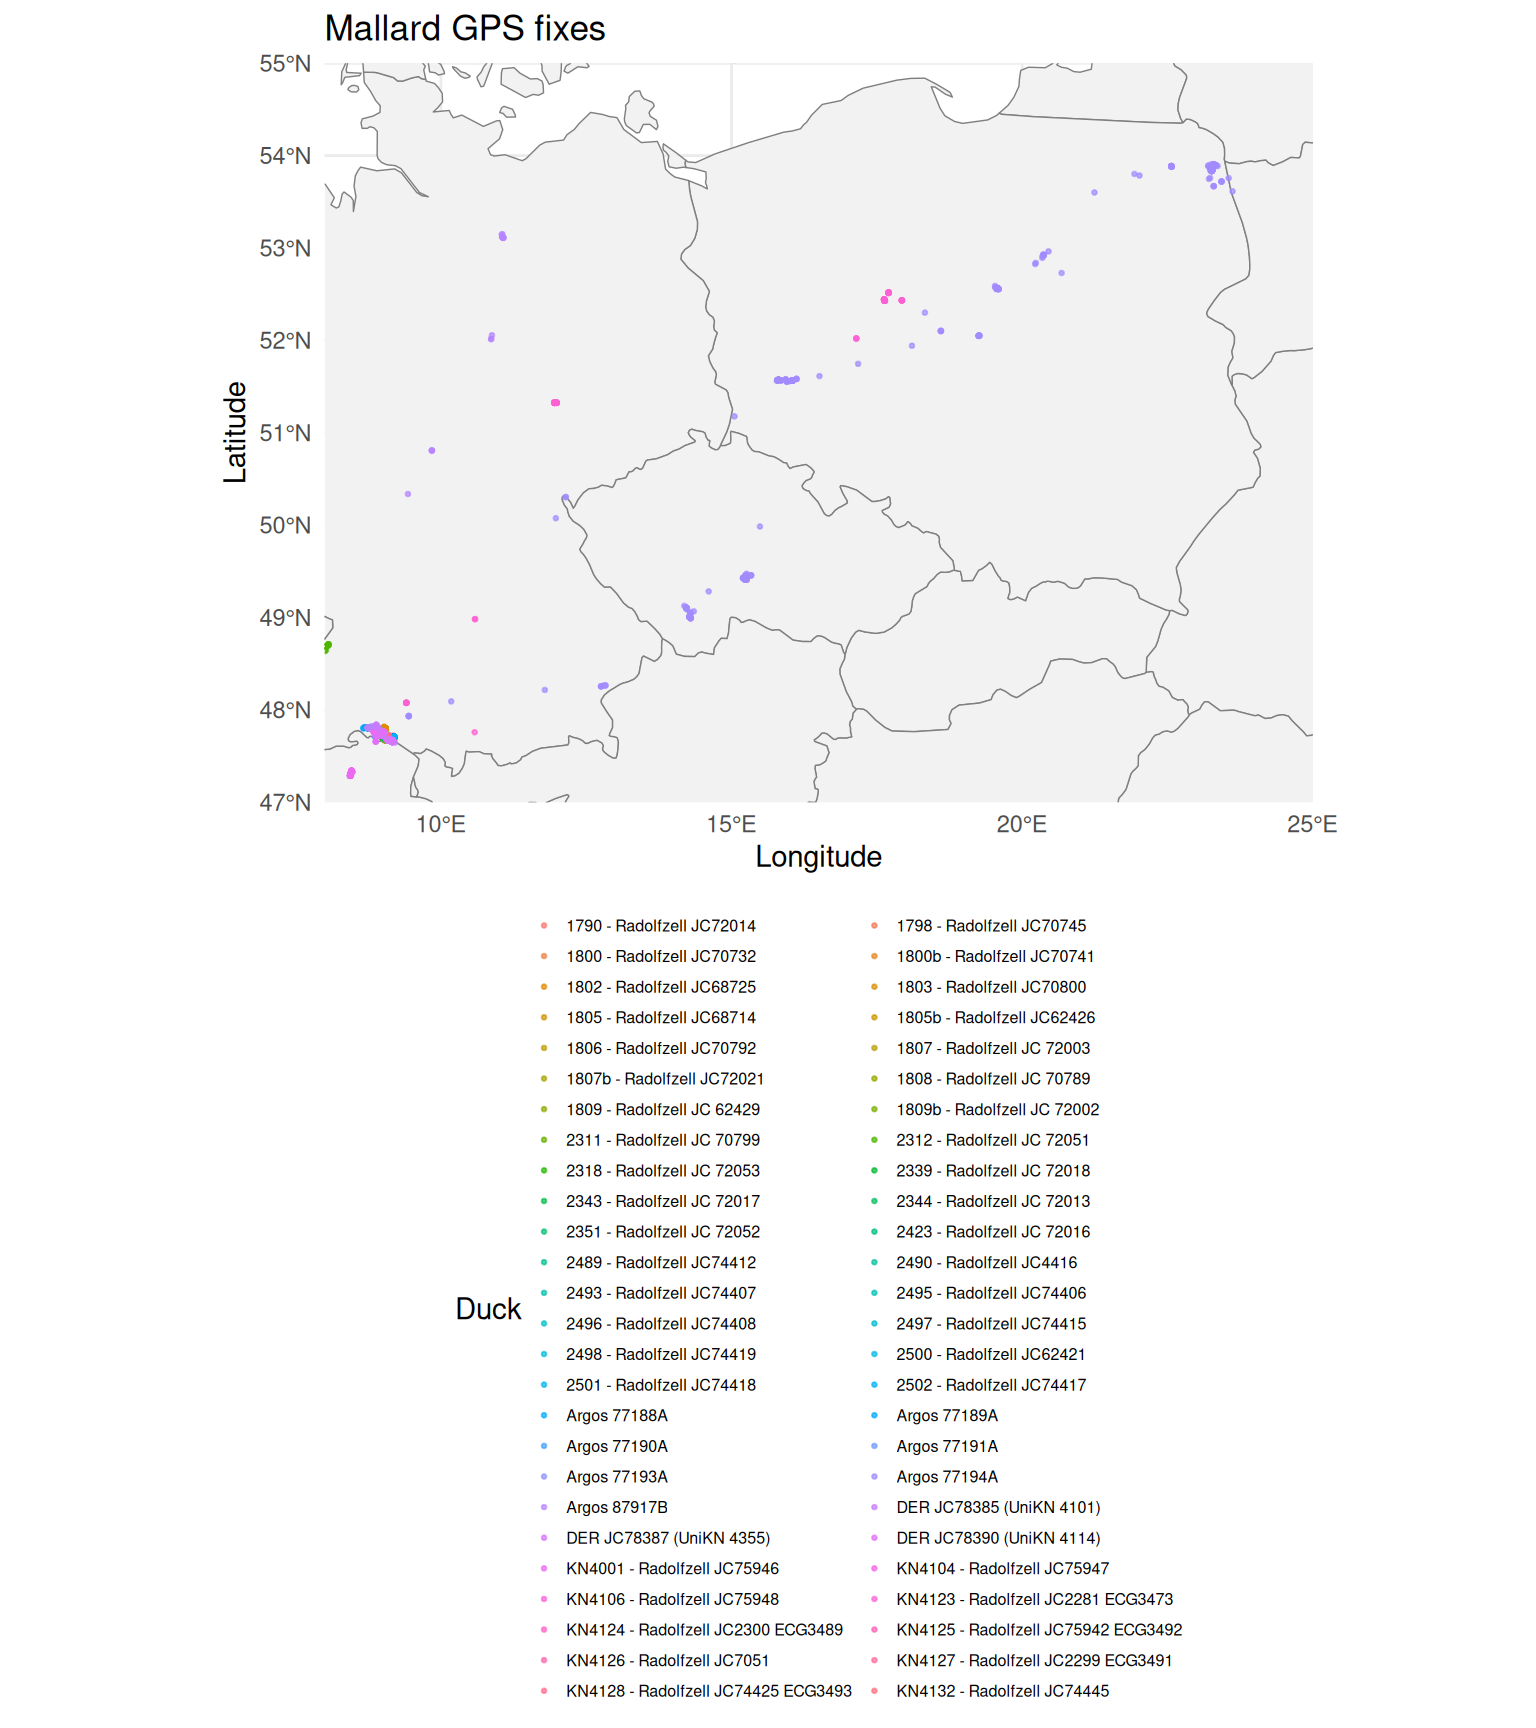 Mallard GPS fixes
55°N
54°N
53°N
52°N
51°N
50°N
49°N
48°N
47°N
Latitude
10°E 15°E 20°E 25°E
Longitude
Duck
1790 - Radolfzell JC72014 1798 - Radolfzell JC70745
1800 - Radolfzell JC70732 1800b - Radolfzell JC70741
1802 - Radolfzell JC68725 1803 - Radolfzell JC70800
1805 - Radolfzell JC68714 1805b - Radolfzell JC62426
1806 - Radolfzell JC70792 1807 - Radolfzell JC 72003
1807b - Radolfzell JC72021 1808 - Radolfzell JC 70789
1809 - Radolfzell JC 62429 1809b - Radolfzell JC 72002
2311 - Radolfzell JC 70799 2312 - Radolfzell JC 72051
2318 - Radolfzell JC 72053 2339 - Radolfzell JC 72018
2343 - Radolfzell JC 72017 2344 - Radolfzell JC 72013
2351 - Radolfzell JC 72052 2423 - Radolfzell JC 72016
2489 - Radolfzell JC74412 2490 - Radolfzell JC4416
2493 - Radolfzell JC74407 2495 - Radolfzell JC74406
2496 - Radolfzell JC74408 2497 - Radolfzell JC74415
2498 - Radolfzell JC74419 2500 - Radolfzell JC62421
2501 - Radolfzell JC74418 2502 - Radolfzell JC74417
Argos 77188A Argos 77189A
Argos 77190A Argos 77191A
Argos 77193A Argos 77194A
Argos 87917B DER JC78385 (UniKN 4101)
DER JC78387 (UniKN 4355) DER JC78390 (UniKN 4114)
KN4001 - Radolfzell JC75946 KN4104 - Radolfzell JC75947
KN4106 - Radolfzell JC75948 KN4123 - Radolfzell JC2281 ECG3473
KN4124 - Radolfzell JC2300 ECG3489 KN4125 - Radolfzell JC75942 ECG3492
KN4126 - Radolfzell JC7051 KN4127 - Radolfzell JC2299 ECG3491
KN4128 - Radolfzell JC74425 ECG3493 KN4132 - Radolfzell JC74445